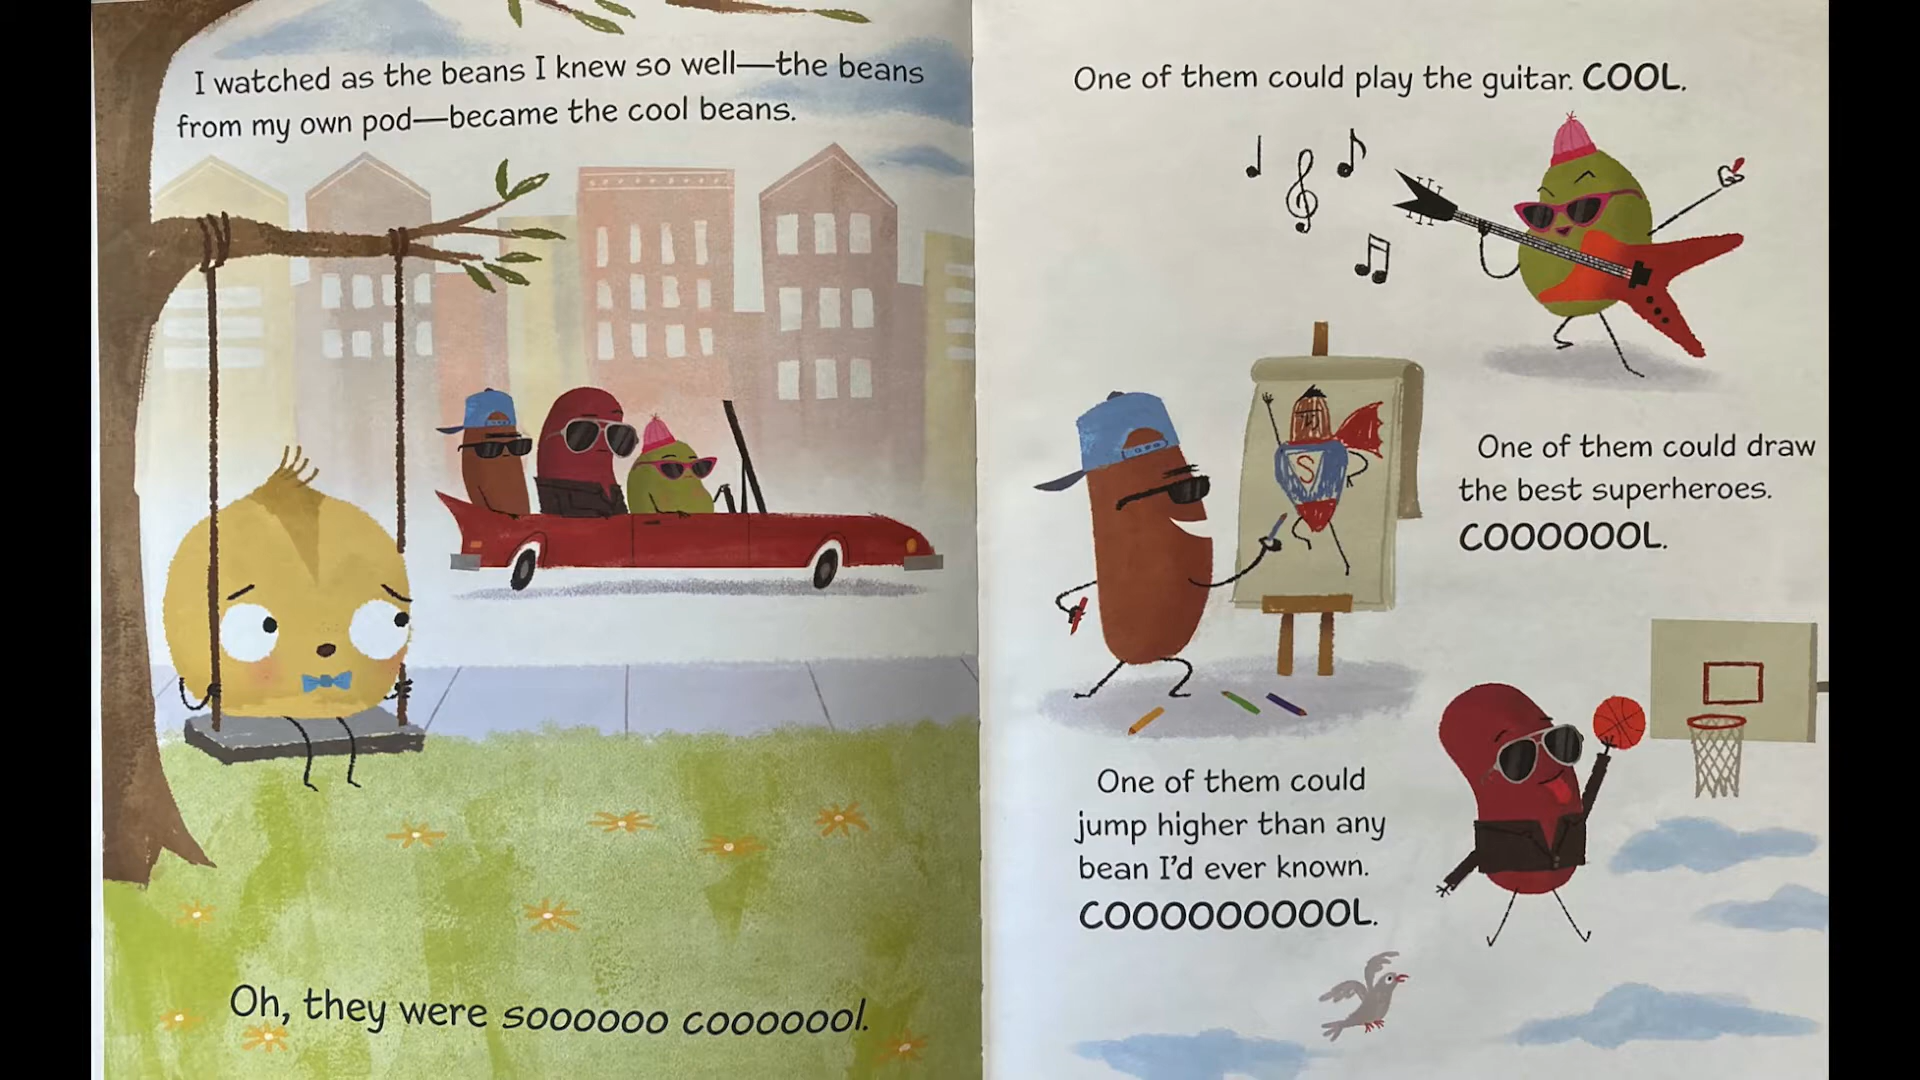 I watched as the beans I knew so well—the beans
from my own pod—became the cool beans.
Oh, they were soooooo cooooool.
One of them could play the guitar. COOL.
S
One of them could draw
the best superheroes.
COOOOOOL.
One of them could
jump higher than any
bean I'd ever known.
COOOOOOOOOOL.